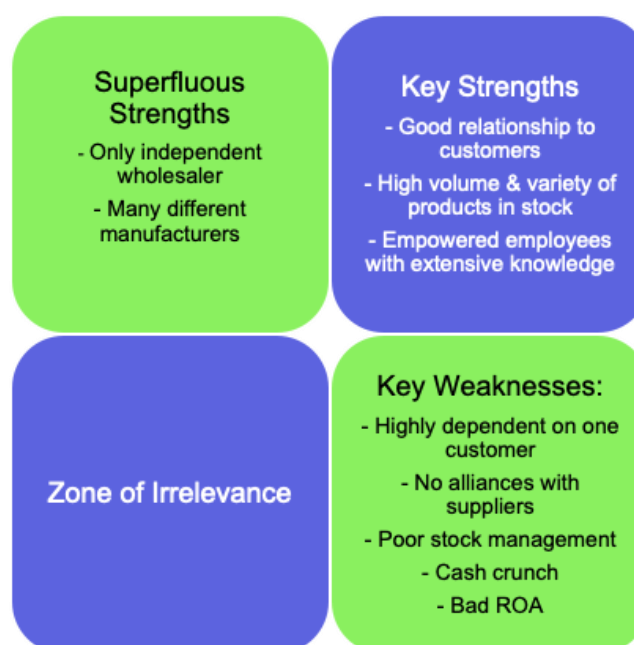 Superfluous
Strengths
- Only independent
wholesaler
- Many different
manufacturers
Key Strengths
- Good relationship to
customers
- High volume & variety of
products in stock
- Empowered employees
with extensive knowledge
Zone of Irrelevance
Key Weaknesses:
- Highly dependent on one
customer
- No alliances with
suppliers
- Poor stock management
- Cash crunch
- Bad ROA